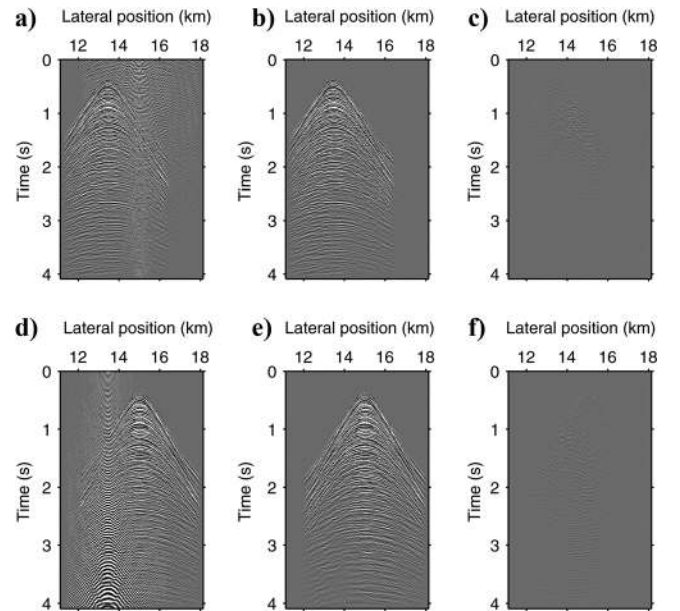 a) Lateral position (km) b) Lateral position (km) c) Lateral position (km)
12 14 16 18 12 14 16 18 12 14 16 18
Time (s) 0 1 2 3 4
Time (s) 0 1 2 3 4
Time (s) 0 1 2 3 4
d) Lateral position (km) e) Lateral position (km) f) Lateral position (km)
12 14 16 18 12 14 16 18 12 14 16 18
Time (s) 0 1 2 3 4
Time (s) 0 1 2 3 4
Time (s) 0 1 2 3 4